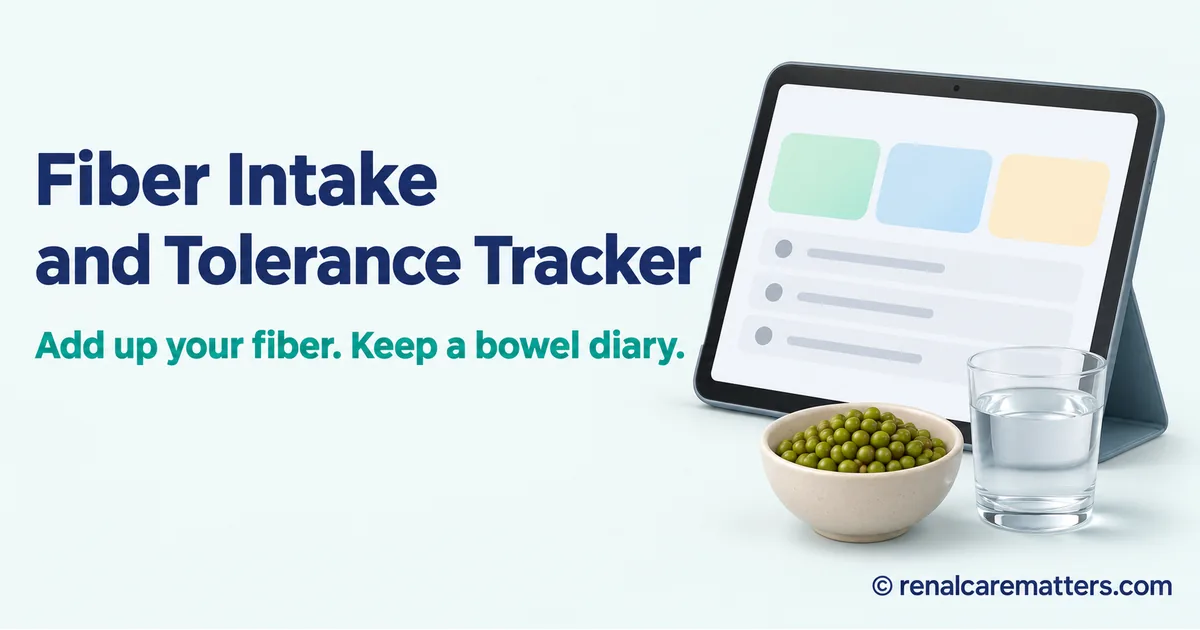 Fiber Intake
and Tolerance Tracker
Add up your fiber. Keep a bowel diary.
© renalcarematters.com